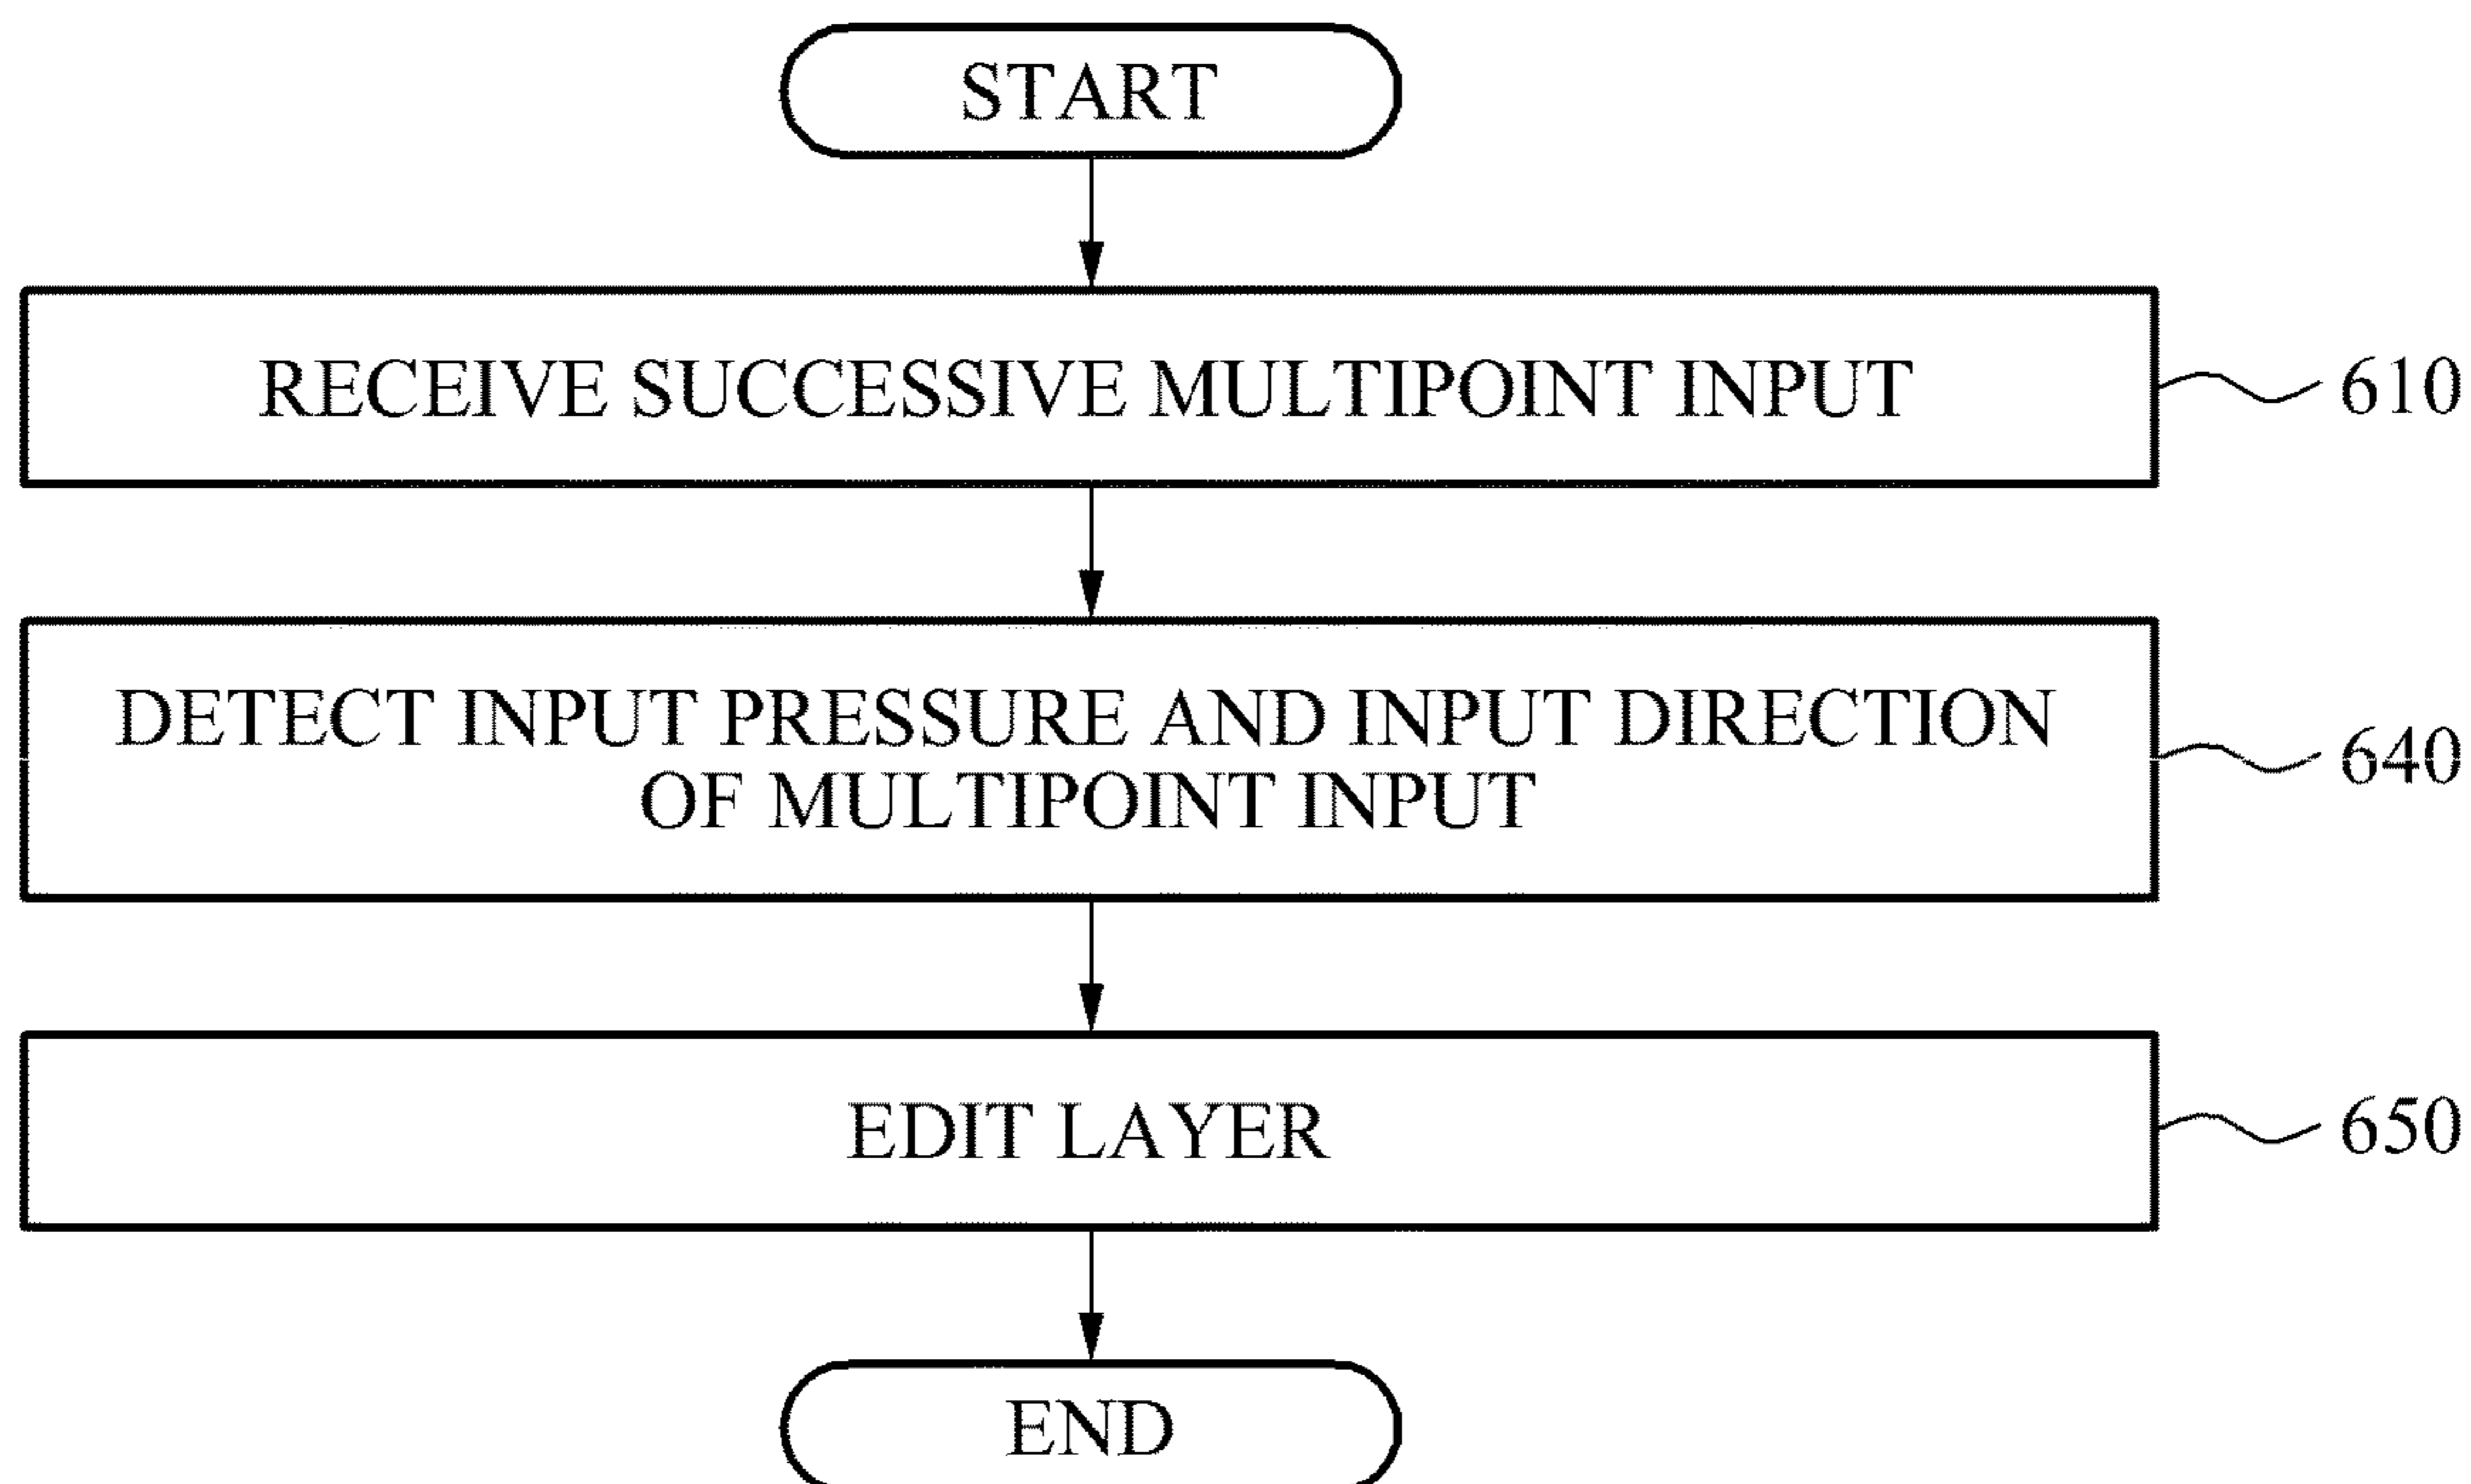 START
RECEIVE SUCCESSIVE MULTIPOINT INPUT
610
DETECT INPUT PRESSURE AND INPUT DIRECTION
OF MULTIPOINT INPUT
640
EDIT LAYER
650
END